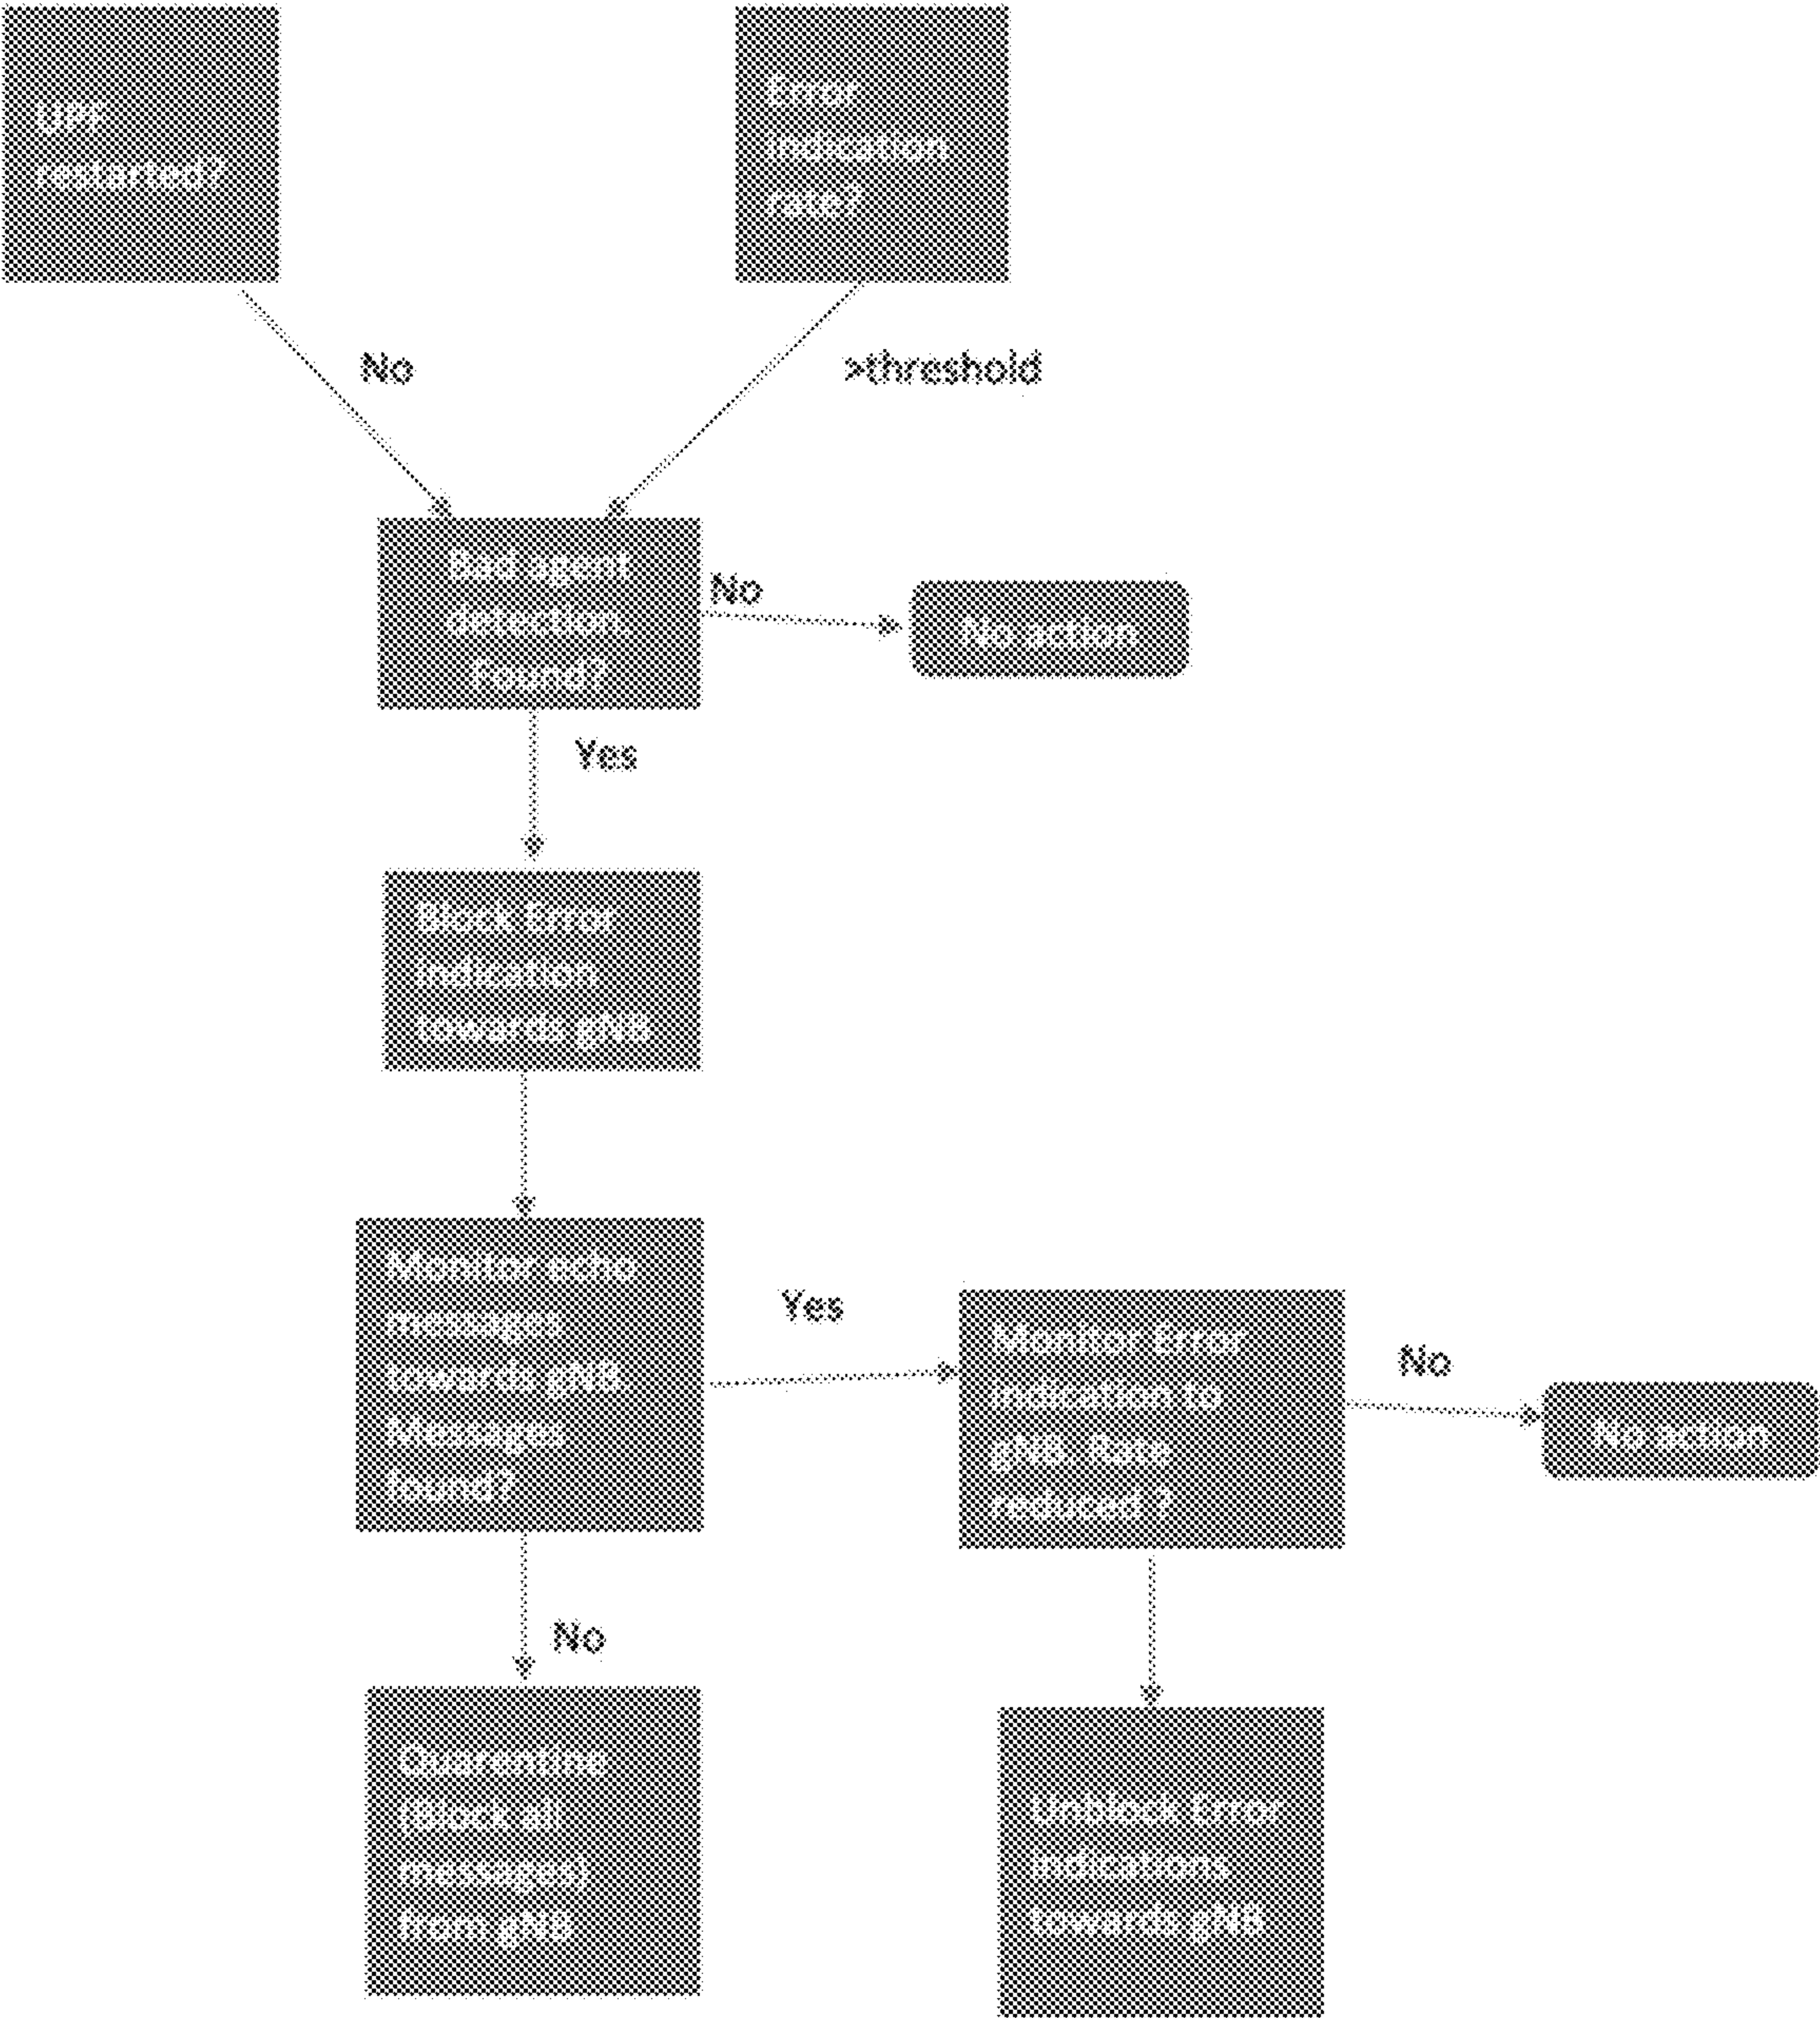 UPF
restarted?
Error
indication
rate?
No
>threshold
Bad agent
detection.
Found?
No
No action
Yes
Block Error
indication
towards gNB
Monitor echo
messages
towards gNB
Messages
found?
Yes
Monitor Error
indication to
gNB. Rate
reduced ?
No
No action
No
Quarentine
(Block all
messages)
from gNB
Unblock Error
indications
towards gNB